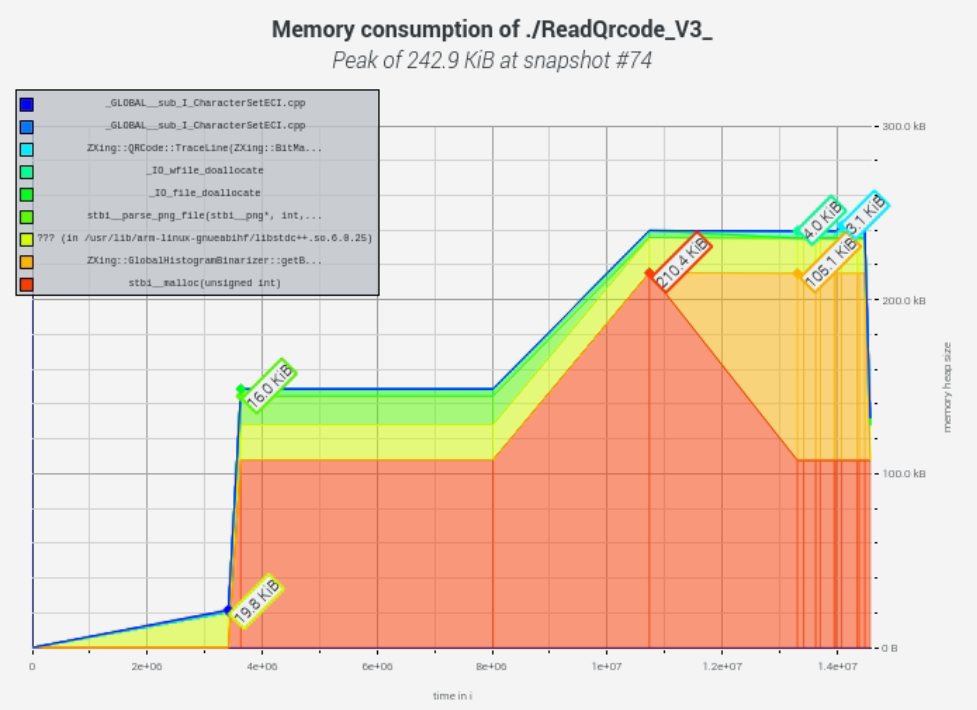 Memory consumption of ./ReadQrcode_V3_
Peak of 242.9 KiB at snapshot #74
_GLOBAL__sub_I_CharacterSetECI.cpp
_GLOBAL__sub_I_CharacterSetECI.cpp
ZXing::QRCode::TraceLine(ZXing::BitMa...
_IO_wfile_doallocate
_IO_file_doallocate
stbi__parse_png_file(stbi__png*, int,...
??? (in /usr/lib/arm-linux-gnueabihf/libstdc++.so.6.0.25)
ZXing::GlobalHistogramBinarizer::getB...
stbi__malloc(unsigned int)
300.0 kB
4.0 KiB
3.1 KiB
210.4 KiB
105.1 KiB
200.0 kB
16.0 KiB
memory heap size
100.0 kB
19.8 KiB
0 B
0
2e+06
4e+06
6e+06
8e+06
1e+07
1.2e+07
1.4e+07
time in i